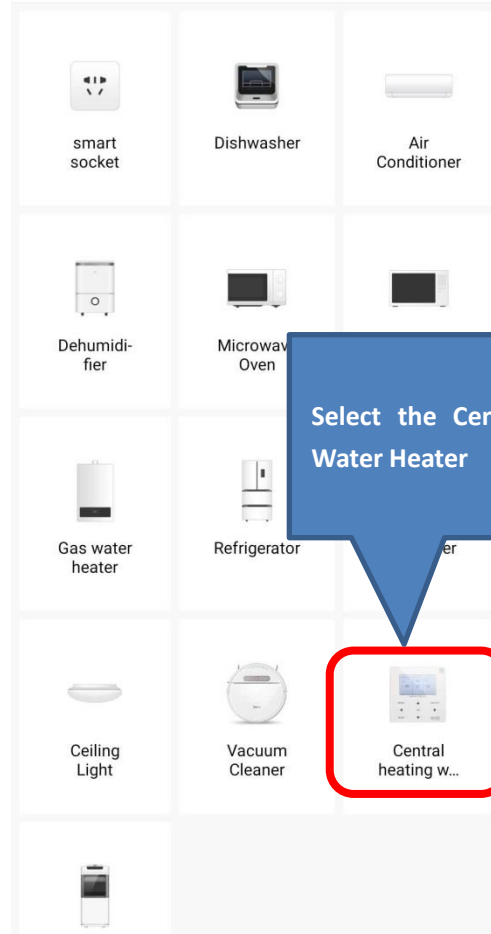 smart
socket
Dishwasher
Air
Conditioner
Dehumidi-
fier
Microwav
Oven
Select the Cen
Water Heater
Gas water
heater
Refrigerator
er
Ceiling
Light
Vacuum
Cleaner
Central
heating w...